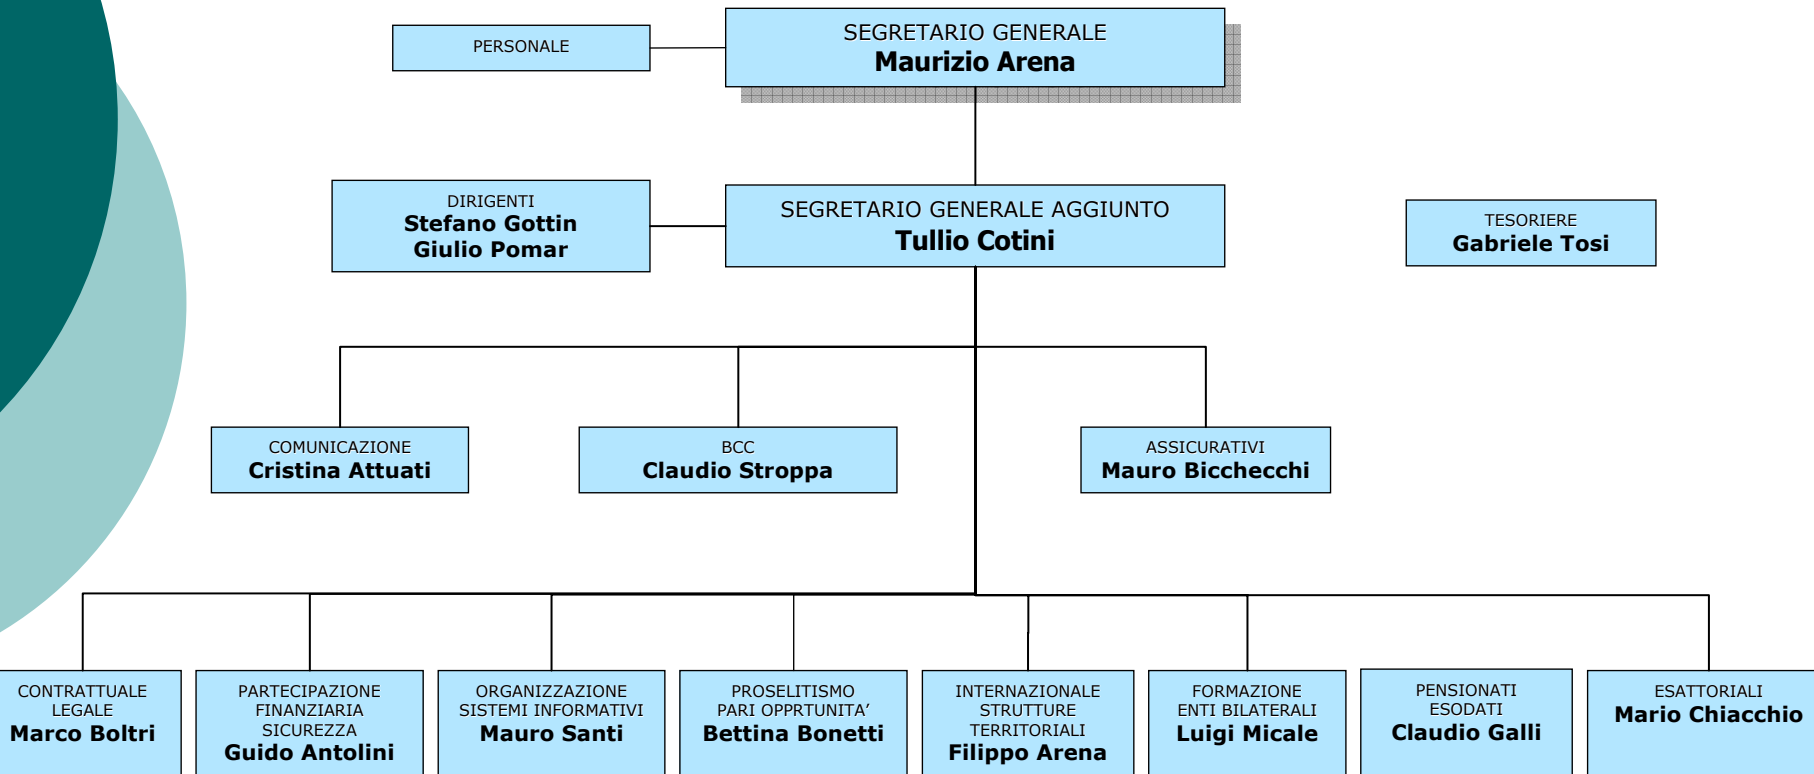 PERSONALE
SEGRETARIO GENERALE
Maurizio Arena
DIRIGENTI
Stefano Gottin
Giulio Pomar
SEGRETARIO GENERALE AGGIUNTO
Tullio Cotini
TESORIERE
Gabriele Tosi
COMUNICAZIONE
Cristina Attuati
BCC
Claudio Stroppa
ASSICURATIVI
Mauro Bicchecchi
CONTRATTUALE
LEGALE
Marco Boltri
PARTECIPAZIONE
FINANZIARIA
SICUREZZA
Guido Antolini
ORGANIZZAZIONE
SISTEMI INFORMATIVI
Mauro Santi
PROSELITISMO
PARI OPPRTUNITA’
Bettina Bonetti
INTERNAZIONALE
STRUTTURE
TERRITORIALI
Filippo Arena
FORMAZIONE
ENTI BILATERALI
Luigi Micale
PENSIONATI
ESODATI
Claudio Galli
ESATTORIALI
Mario Chiacchio